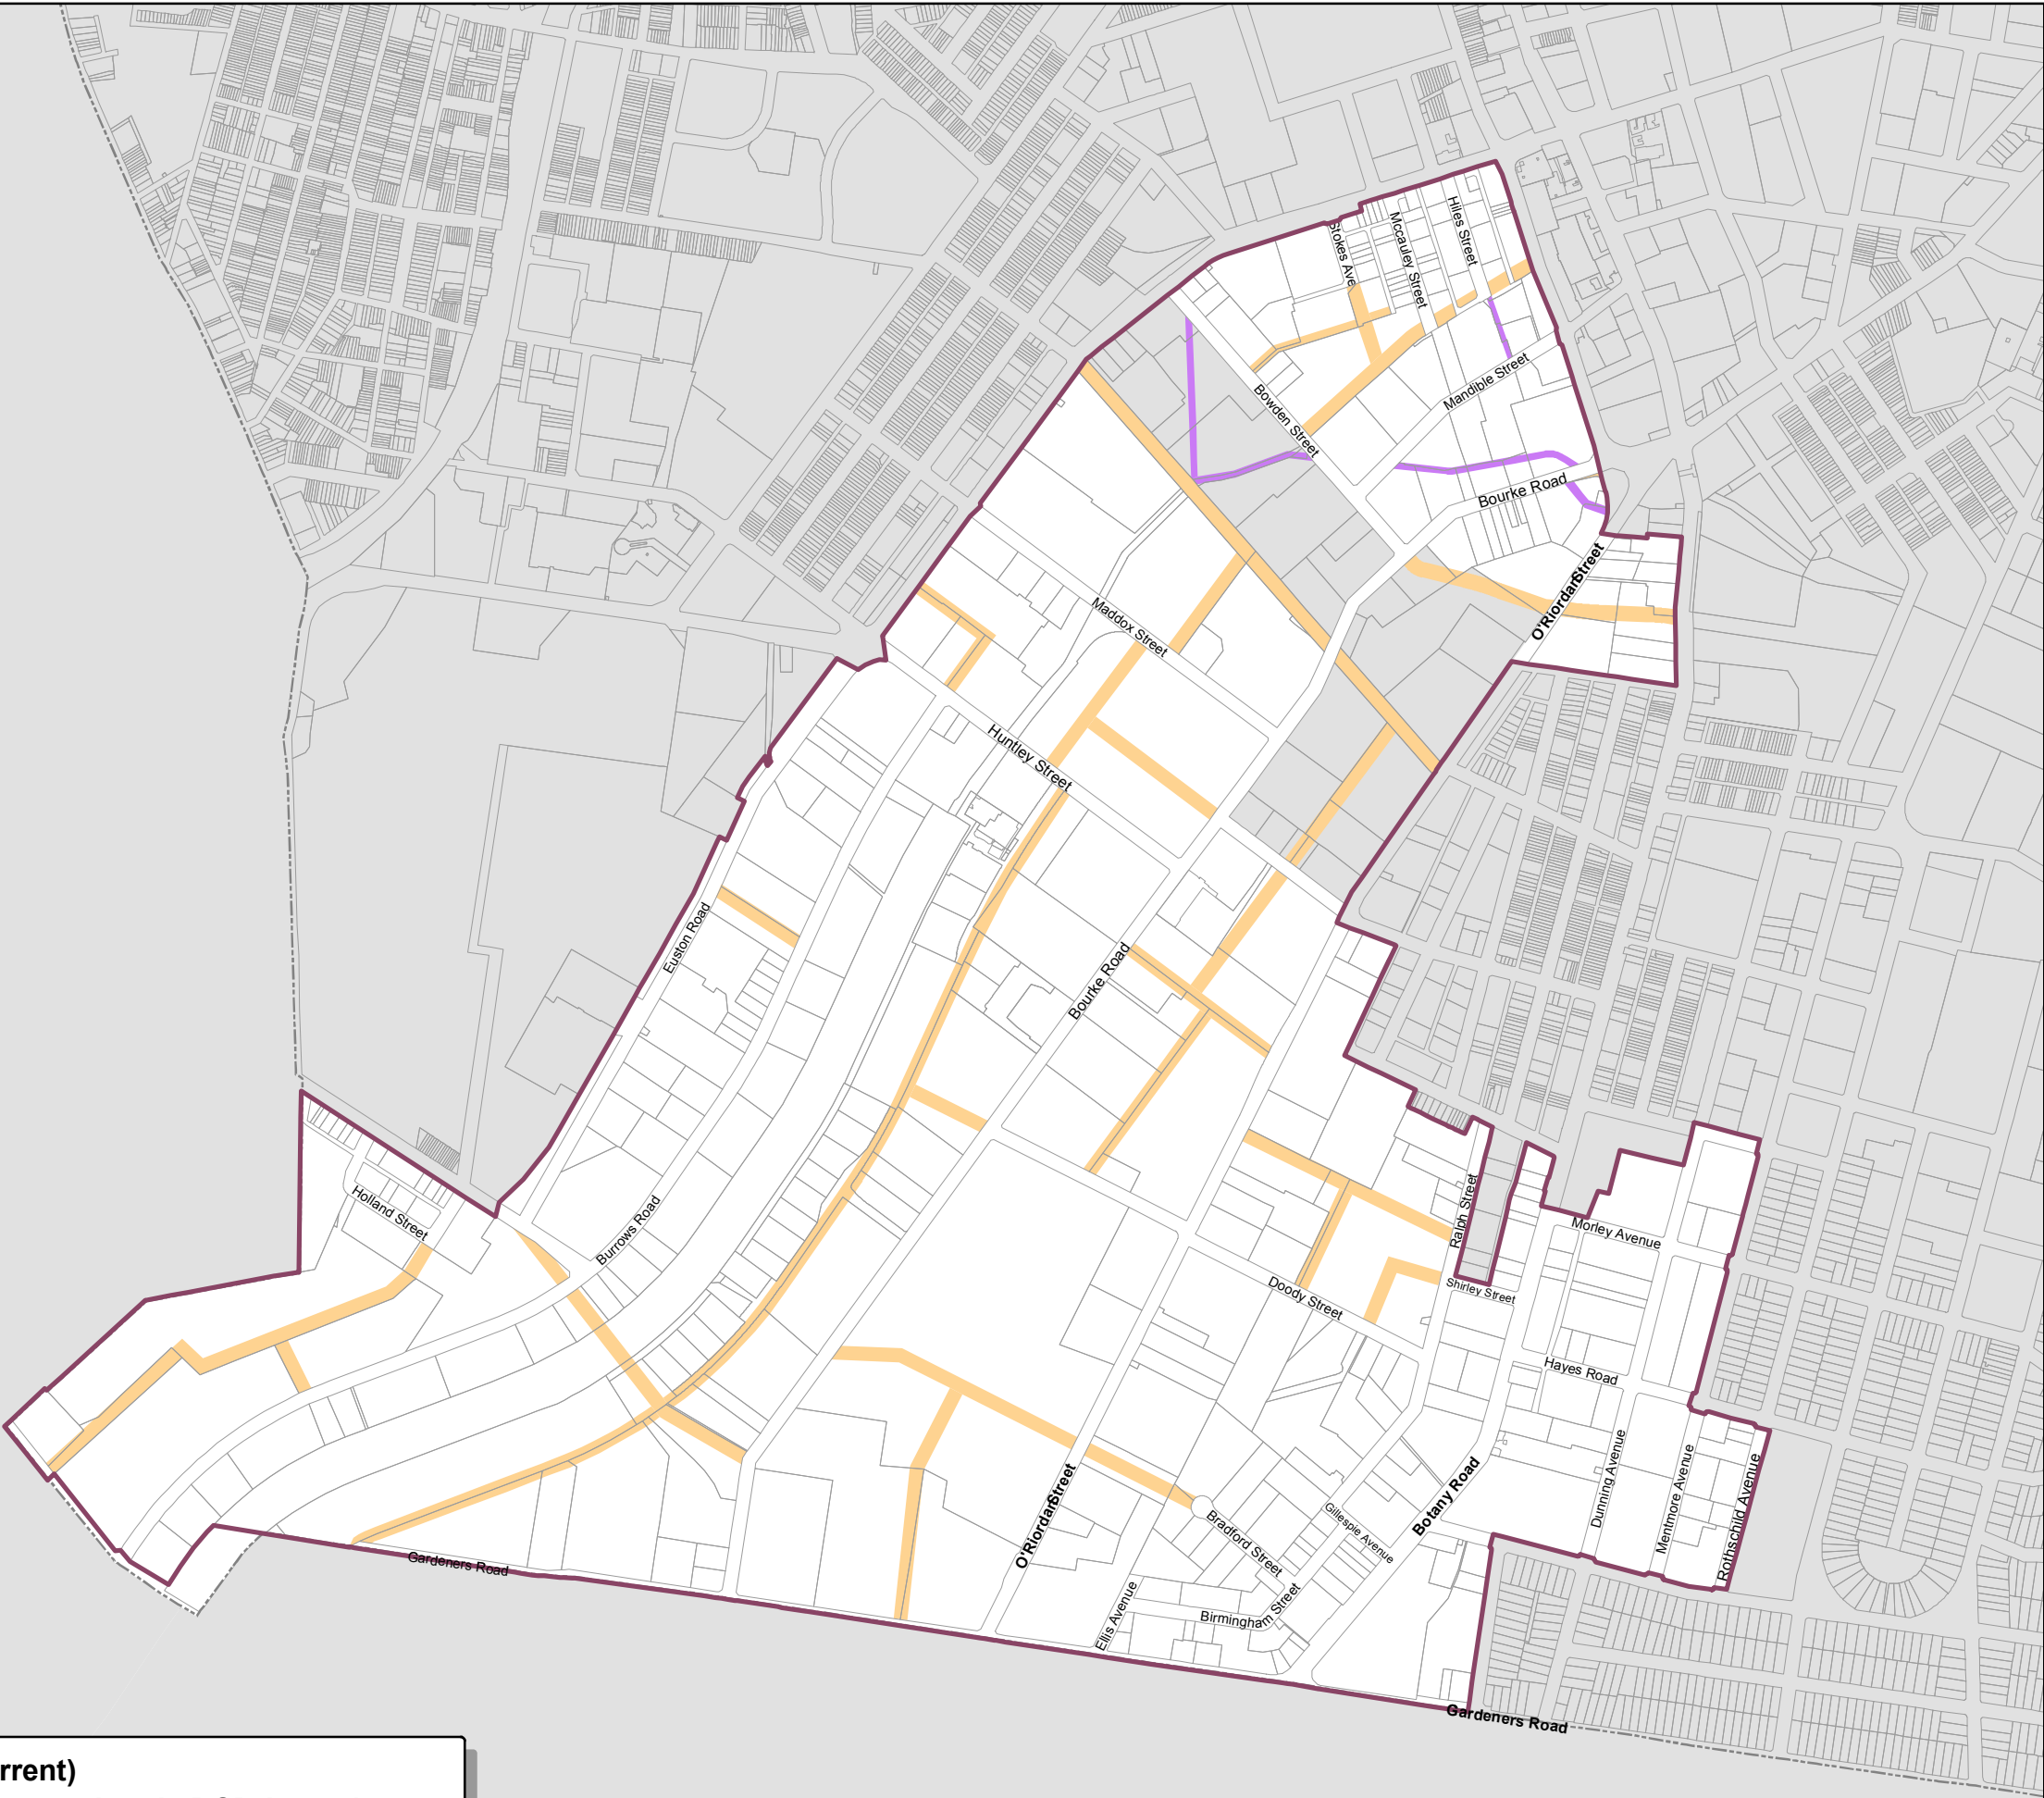 Stokes Ave
Mccauley Street
Hiles Street
Mandible Street
Bowden Street
Bourke Road
O'Riordan Street
Maddox Street
Huntley Street
Euston Road
Bourke Road
Holland Street
Burrows Road
Ralph Street
Morley Avenue
Shirley Street
Doody Street
Hayes Road
Dunning Avenue
Mentmore Avenue
Rothschild Avenue
Botany Road
Gillespie Avenue
Bradford Street
O'Riordan Street
Gardeners Road
Ellis Avenue
Birmingham Street
Gardeners Road
rrent)